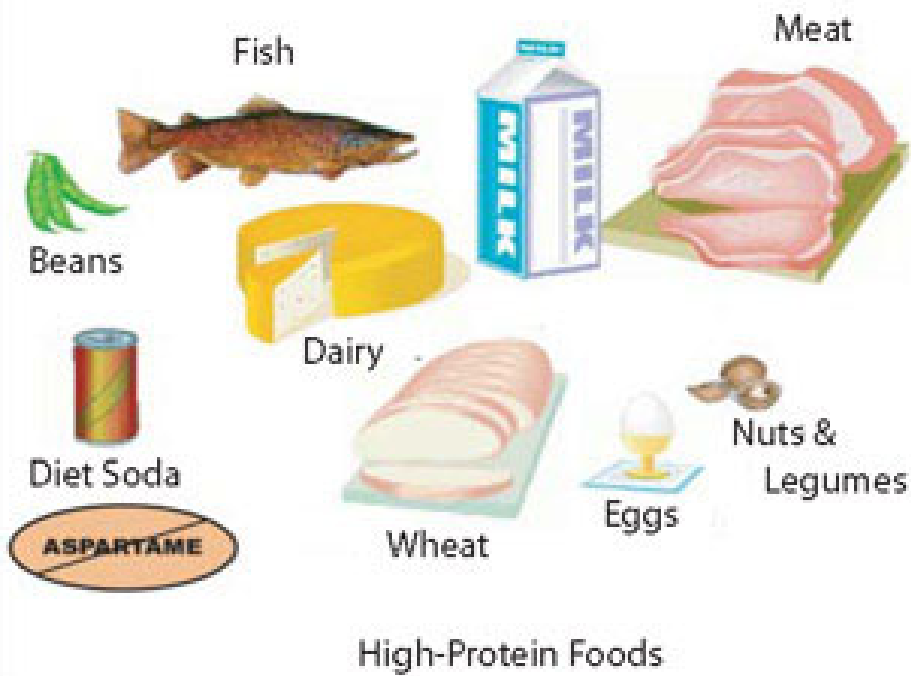 Fish
Meat
MILK
MILK
Beans
Dairy
Diet Soda
ASPARTAME
Wheat
Eggs
Nuts &
Legumes
High-Protein Foods